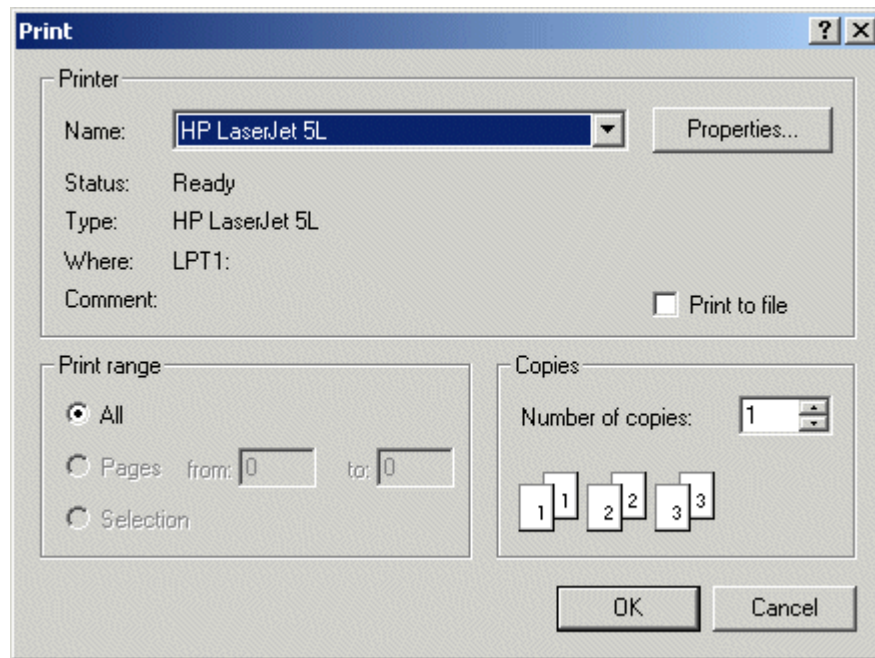 Print
Printer
Name: HP LaserJet 5L Properties...
Status: Ready
Type: HP LaserJet 5L
Where: LPT1:
Comment: Print to file
Print range
All
Pages from: 0 to: 0
Selection
Copies
Number of copies: 1
1 1 2 2 3 3
OK Cancel